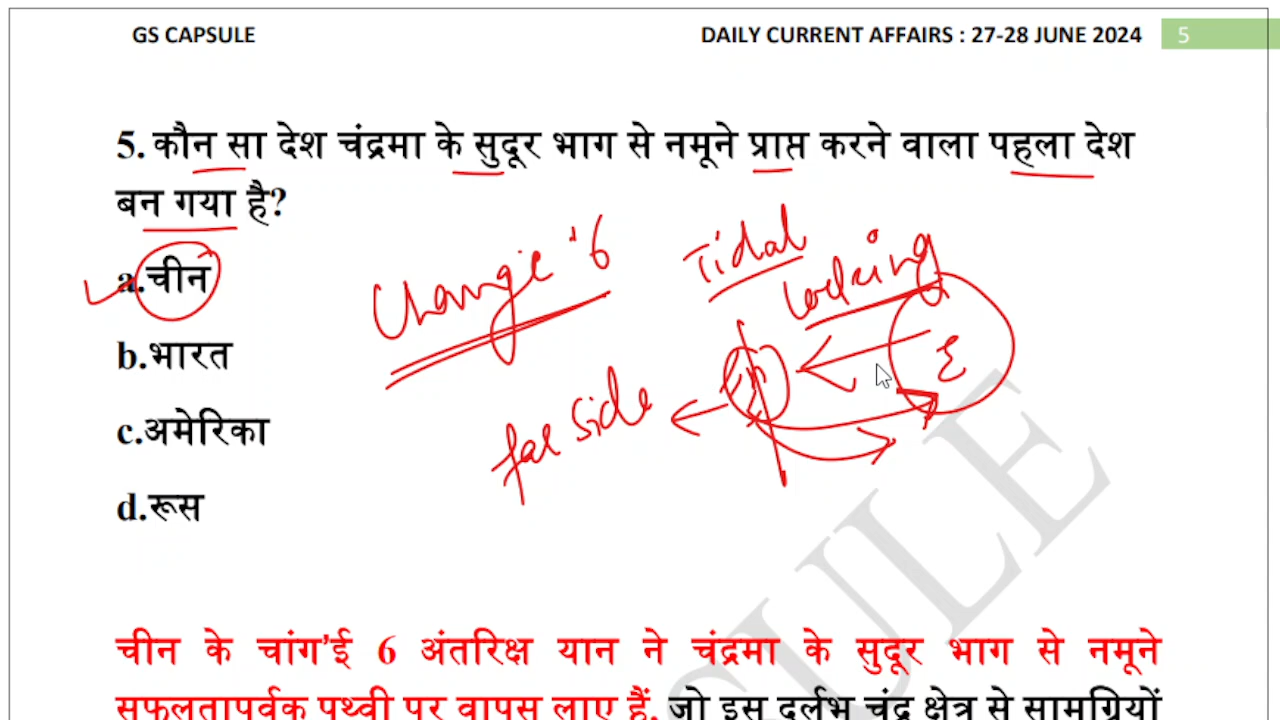 GS CAPSULE
DAILY CURRENT AFFAIRS : 27-28 JUNE 2024
5
5. कौन सा देश चंद्रमा के सुदूर भाग से नमूने प्राप्त करने वाला पहला देश
बन गया है?
a.चीन
Chang'e '6
Tidal
locking
E
far side
b.भारत
c.अमेरिका
d.रूस
चीन के चांग'ई 6 अंतरिक्ष यान ने चंद्रमा के सुदूर भाग से नमूने
सफलतापूर्वक पृथ्वी पर वापस लाए हैं, जो इस दुर्लभ चंद्र क्षेत्र से सामग्रियों